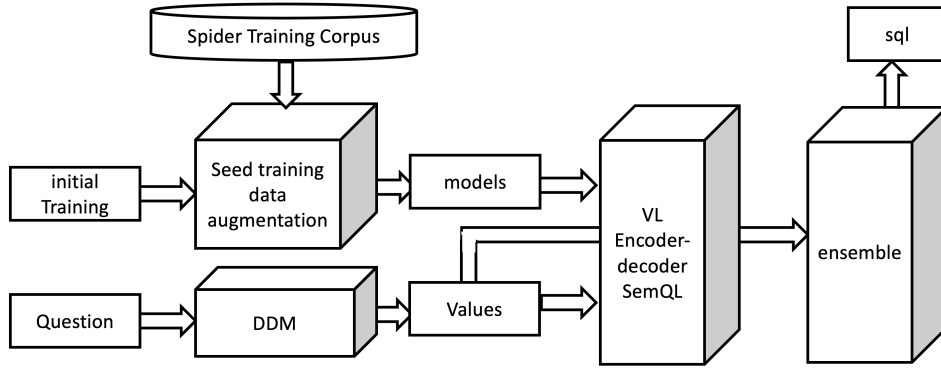 Spider Training Corpus
sql
initial
Training
Seed training
data
augmentation
models
VL
Encoder-
decoder
SemQL
ensemble
Question
DDM
Values